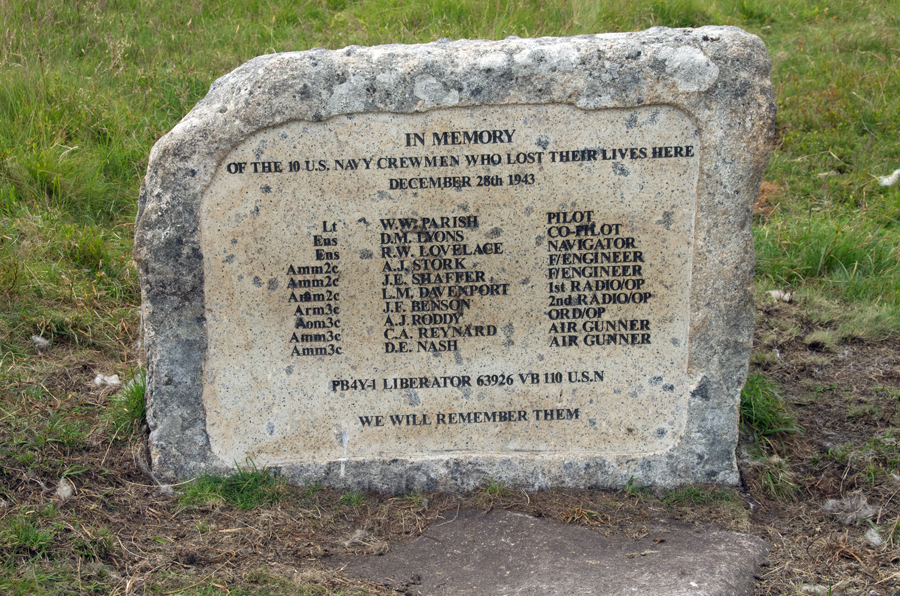 IN MEMORY
OF THE 10 U.S. NAVY CREWMEN WHO LOST THEIR LIVES HERE
DECEMBER 28th 1943
Lt W.W. PARISH PILOT
Ens D.M. LYONS CO-PILOT
Ens R.W. LOVELACE NAVIGATOR
Amm2c A.J. STORK F/ENGINEER
Amm2c J.E. SHAFFER F/ENGINEER
Arm2c L.M. DAVENPORT 1st RADIO/OP
Arm3c J.F. BENSON 2nd RADIO/OP
Aom3c A.J. RODDY ORD/OP
Amm3c C.A. REYNARD AIR GUNNER
Amm3c D.E. NASH AIR GUNNER
PB4Y-1 LIBERATOR 63926 VB 110 U.S.N
WE WILL REMEMBER THEM